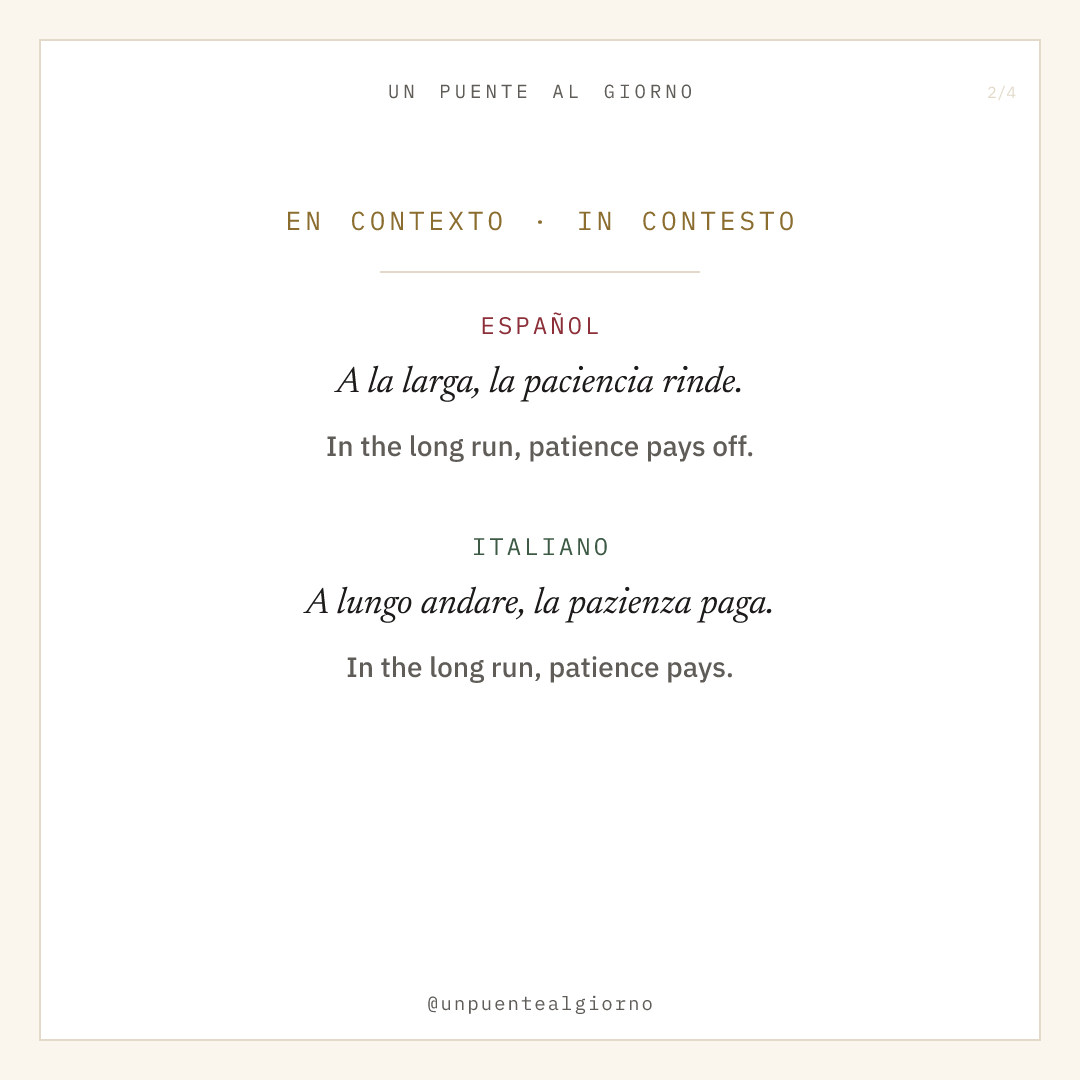 UN PUENTE AL GIORNO
2/4
EN CONTEXTO · IN CONTESTO
ESPAÑOL
A la larga, la paciencia rinde.
In the long run, patience pays off.
ITALIANO
A lungo andare, la pazienza paga.
In the long run, patience pays.
@unpuentealgiorno